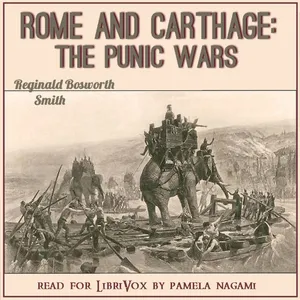 ROME AND CARTHAGE:
THE PUNIC WARS
Reginald Bosworth
Smith
READ FOR LIBRIVOX BY PAMELA NAGAMI